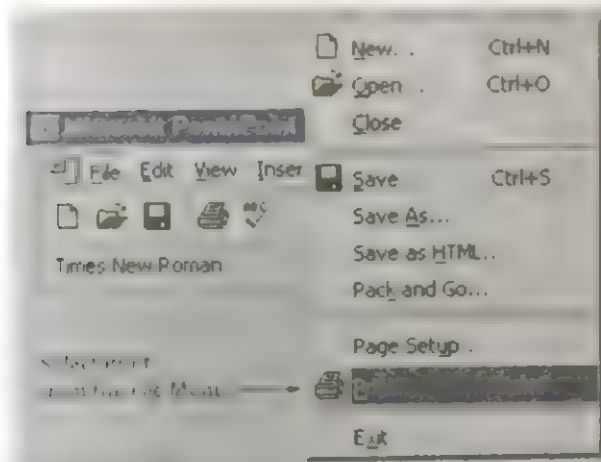 File Edit View Inser
Times New Roman
New...
Ctrl+N
Open...
Ctrl+O
Close
Save
Ctrl+S
Save As...
Save as HTML...
Pack and Go...
Page Setup...
Exit